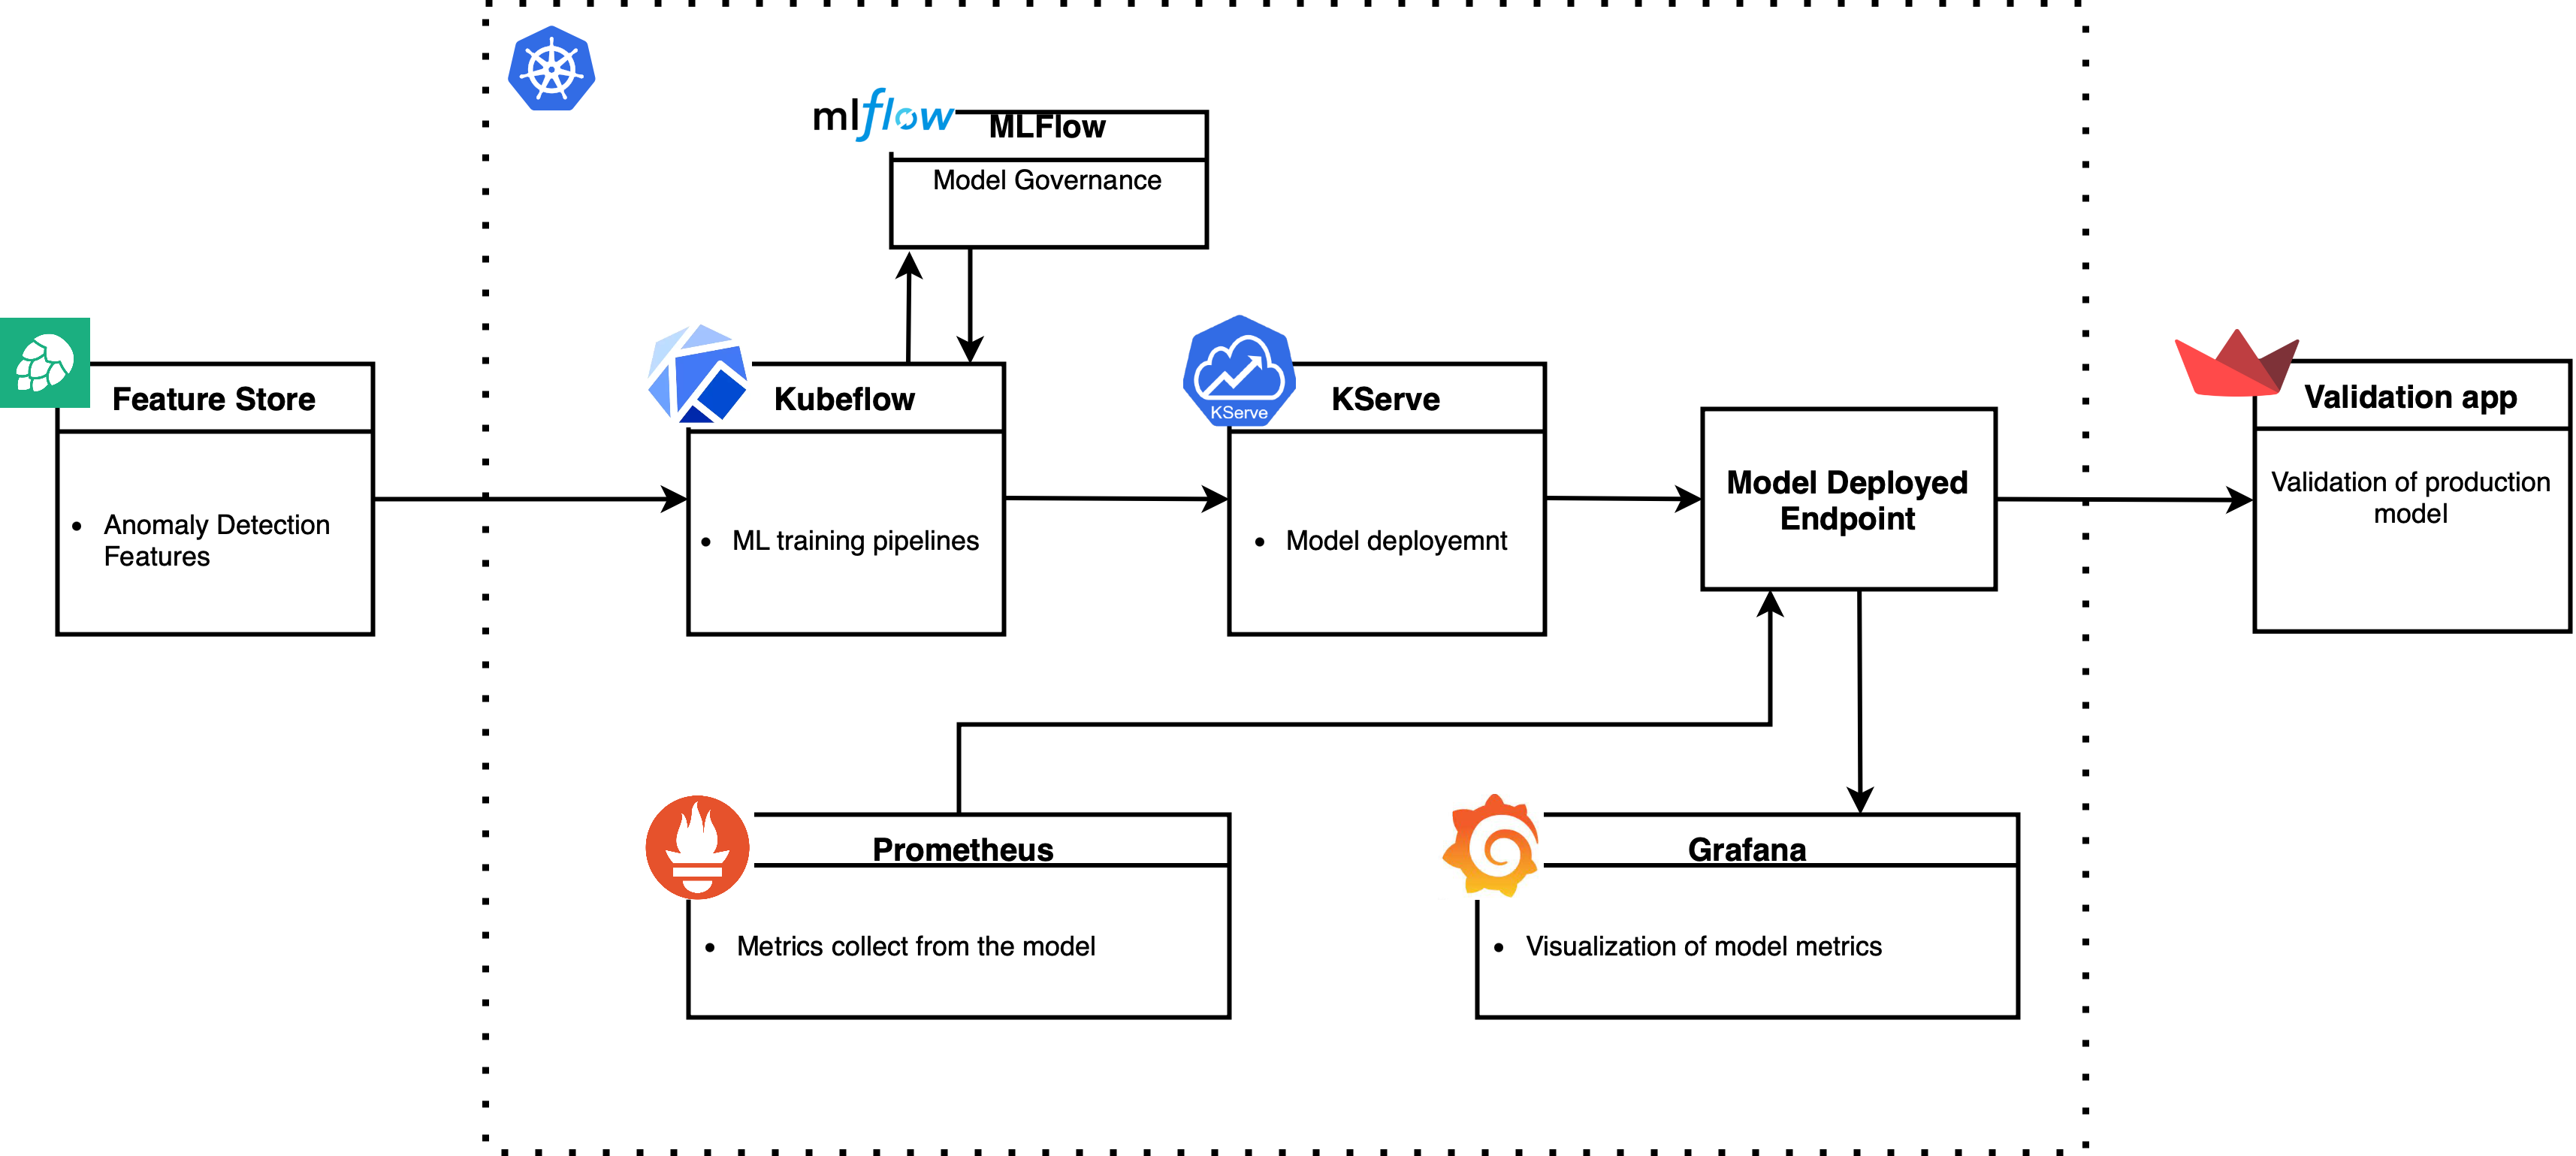 mlflow
MLFlow
Model Governance
Feature Store
Anomaly Detection
Features
Kubeflow
ML training pipelines
KServe
KServe
Model deployemnt
Model Deployed
Endpoint
Validation app
Validation of production
model
Prometheus
Metrics collect from the model
Grafana
Visualization of model metrics